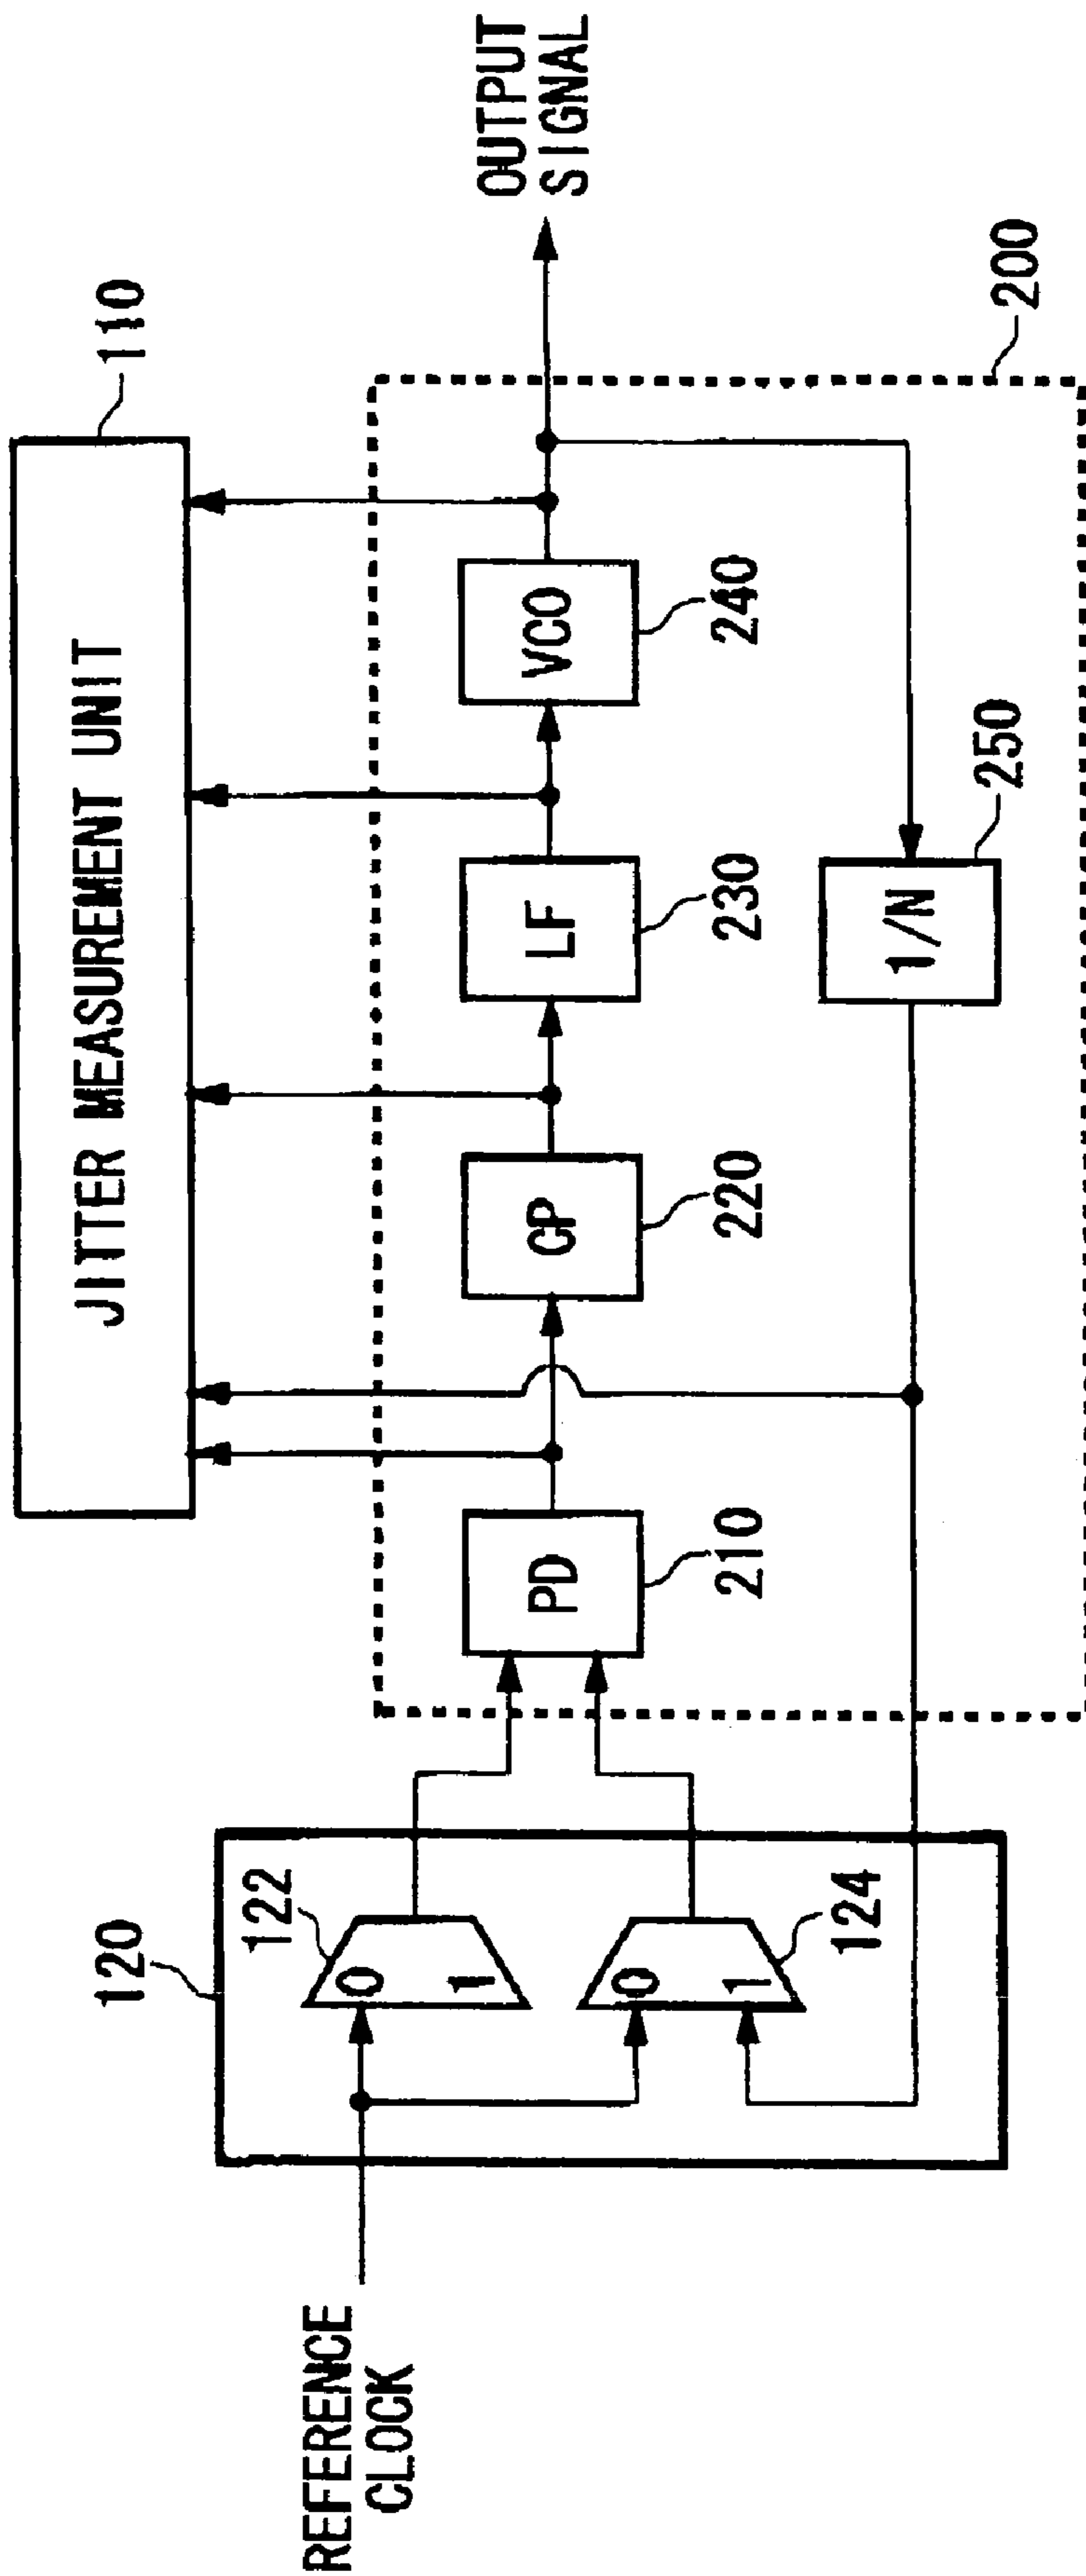 JITTER MEASUREMENT UNIT
110
120
122
0
1
124
0
1
REFERENCE
CLOCK
PD
210
CP
220
LF
230
VCO
240
1/N
250
200
OUTPUT
SIGNAL